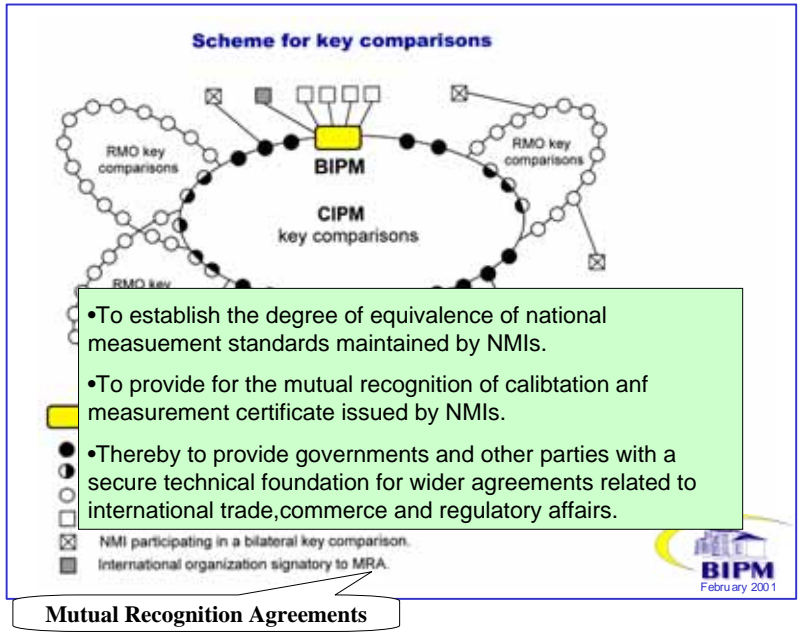 Scheme for key comparisons
RMO key
comparisons
RMO key
comparisons
BIPM
CIPM
key comparisons
RMO key
•To establish the degree of equivalence of national
measuement standards maintained by NMIs.
•To provide for the mutual recognition of calibtation anf
measurement certificate issued by NMIs.
•Thereby to provide governments and other parties with a
secure technical foundation for wider agreements related to
international trade,commerce and regulatory affairs.
NMI participating in a bilateral key comparison.
International organization signatory to MRA.
BIPM
February 2001
Mutual Recognition Agreements